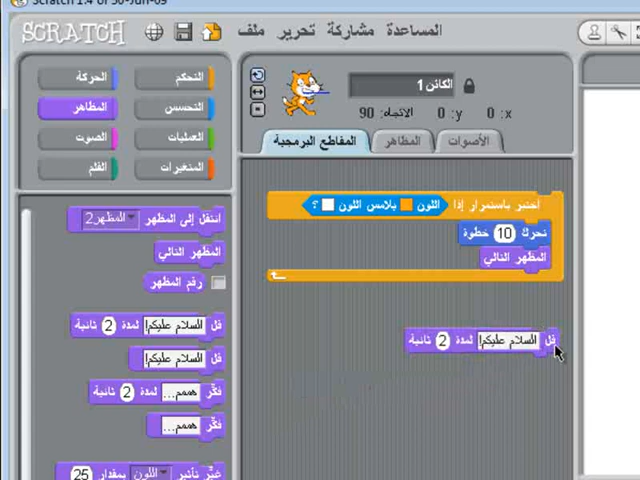 Scratch 1.4 of 30-Jun-09
SCRATCH
ملف تحرير مشاركة المساعدة
الحركة
التحكم
المظاهر
التحسس
الصوت
العمليات
القلم
المتغيرات
الكائن1
x: 0 y: 0 الاتجاه: 90
المقاطع البرمجية
المظاهر
الأصوات
انتقل إلى المظهر المظهر2
المظهر التالي
رقم المظهر
قل السلام عليكم! لمدة 2 ثانية
قل السلام عليكم!
فكّر هممم... لمدة 2 ثانية
فكّر هممم...
غيّر تأثير اللون بمقدار 25
اختبر باستمرار إذا اللون بلامس اللون ؟
تحرك 10 خطوة
المظهر التالي
قل السلام عليكم! لمدة 2 ثانية